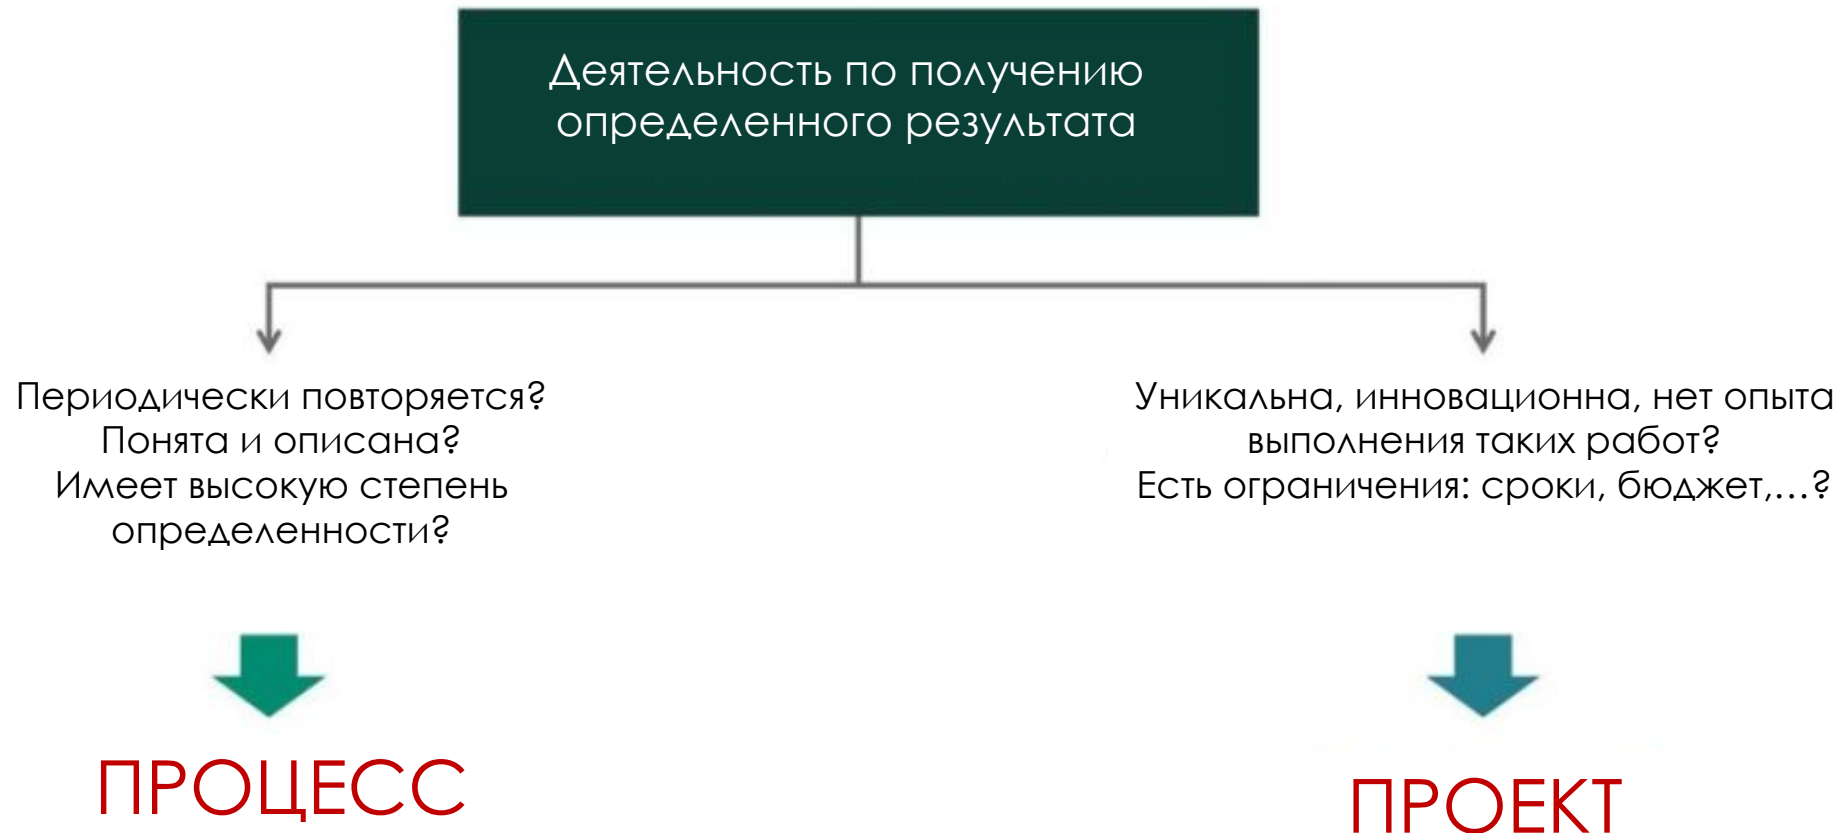 Деятельность по получению
определенного результата
Периодически повторяется?
Понята и описана?
Имеет высокую степень
определенности?
Уникальна, инновационна, нет опыта
выполнения таких работ?
Есть ограничения: сроки, бюджет,…?
ПРОЦЕСС
ПРОЕКТ